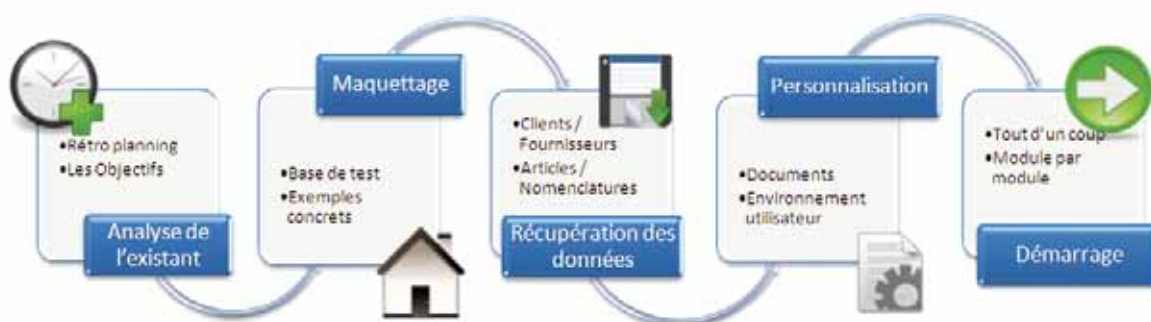 •Rétro planning
•Les Objectifs
Analyse de
l'existant
Maquettage
•Base de test
•Exemples
concrets
•Clients /
Fournisseurs
•Articles /
Nomenclatures
Récupération des
données
Personnalisation
•Documents
•Environnement
utilisateur
•Tout d'un coup
•Module par
module
Démarrage